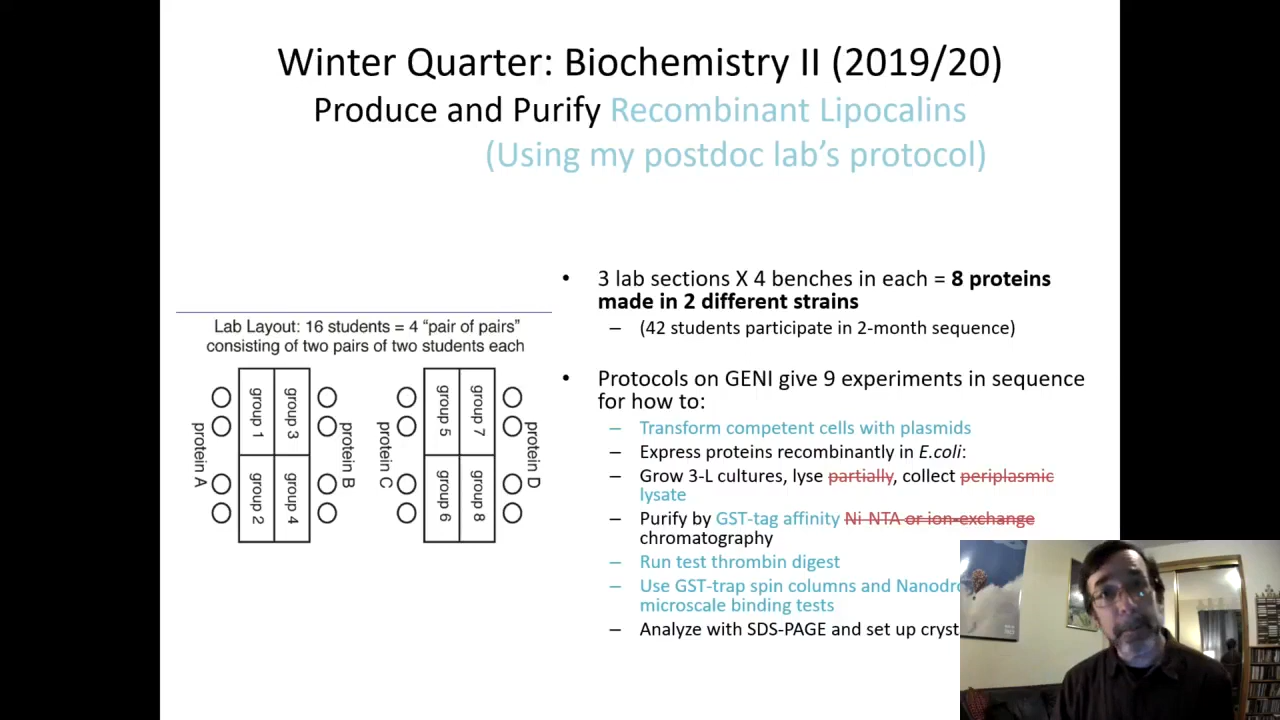 Winter Quarter: Biochemistry II (2019/20)
Produce and Purify Recombinant Lipocalins
(Using my postdoc lab's protocol)
Lab Layout: 16 students = 4 “pair of pairs”
consisting of two pairs of two students each
protein A
group 1
group 2
group 3
group 4
protein B
protein C
group 5
group 6
group 7
group 8
protein D
• 3 lab sections X 4 benches in each = 8 proteins
made in 2 different strains
– (42 students participate in 2-month sequence)
• Protocols on GENI give 9 experiments in sequence
for how to:
– Transform competent cells with plasmids
– Express proteins recombinantly in E.coli:
– Grow 3-L cultures, lyse partially, collect periplasmic
lysate
– Purify by GST-tag affinity Ni-NTA or ion-exchange
chromatography
– Run test thrombin digest
– Use GST-trap spin columns and
microscale binding tests
– Analyze with SDS-PAGE and set up